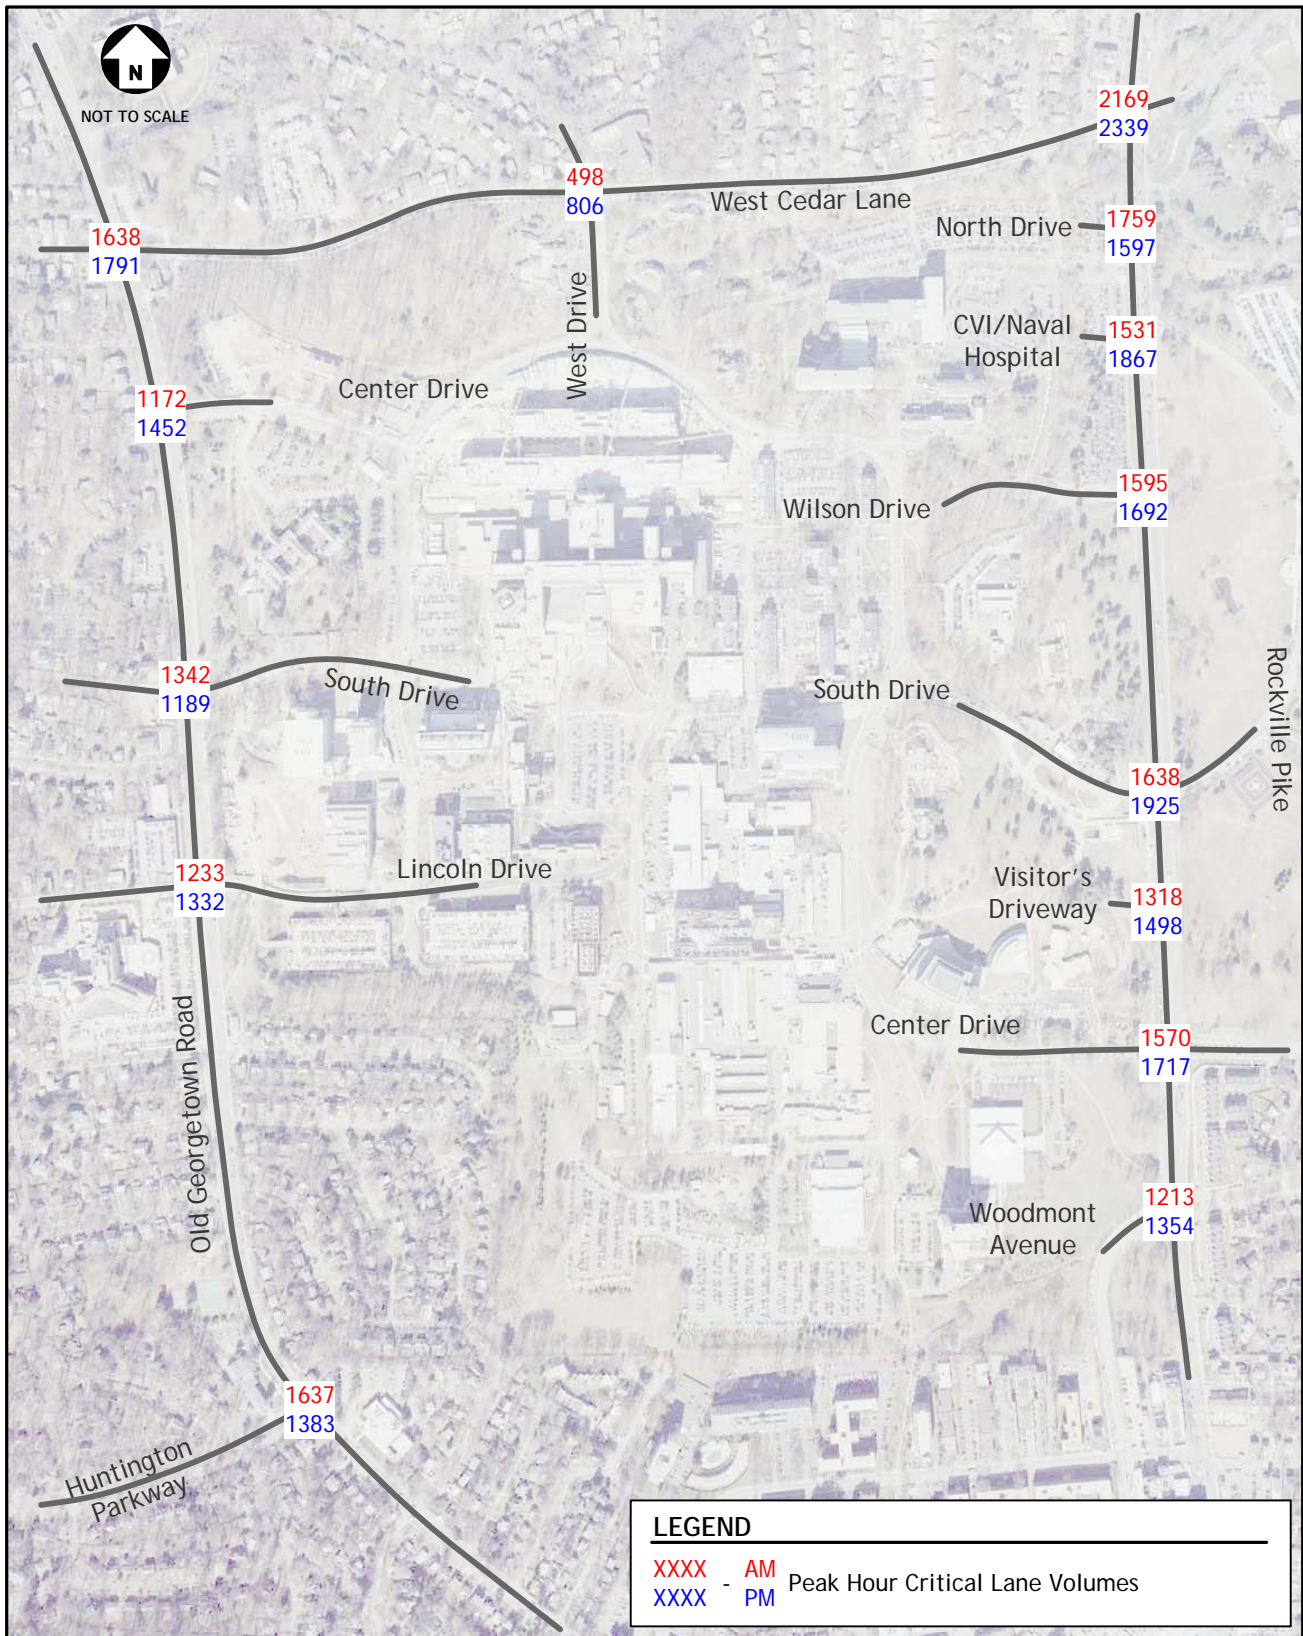 N
NOT TO SCALE
2169
2339
498
806
West Cedar Lane
North Drive
1759
1597
1638
1791
West Drive
CVI/Naval
Hospital
1531
1867
Center Drive
1172
1452
Wilson Drive
1595
1692
1342
1189
South Drive
South Drive
Rockville Pike
1638
1925
1233
1332
Lincoln Drive
Visitor's
Driveway
1318
1498
Old Georgetown Road
Center Drive
1570
1717
Woodmont
Avenue
1213
1354
1637
1383
Huntington
Parkway
LEGEND
XXXX - AM
XXXX PM
Peak Hour Critical Lane Volumes